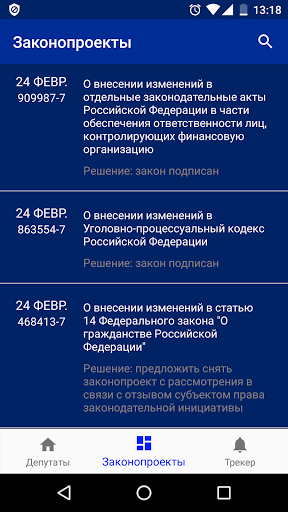 13:18
Законопроекты
24 ФЕВР.
909987-7
О внесении изменений в
отдельные законодательные акты
Российской Федерации в части
обеспечения ответственности лиц,
контролирующих финансовую
организацию
Решение: закон подписан
24 ФЕВР.
863554-7
О внесении изменений в
Уголовно-процессуальный кодекс
Российской Федерации
Решение: закон подписан
24 ФЕВР.
468413-7
О внесении изменений в статью
14 Федерального закона "О
гражданстве Российской
Федерации"
Решение: предложить снять
законопроект с рассмотрения в
связи с отзывом субъектом права
законодательной инициативы
Депутаты
Законопроекты
Трекер